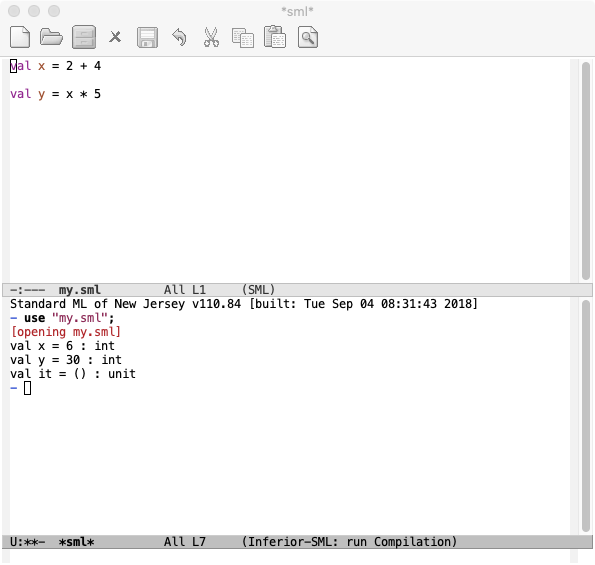 *sml*
val x = 2 + 4
val y = x * 5
-:--- my.sml All L1 (SML)
Standard ML of New Jersey v110.84 [built: Tue Sep 04 08:31:43 2018]
- use "my.sml";
[opening my.sml]
val x = 6 : int
val y = 30 : int
val it = () : unit
-
U:**- *sml* All L7 (Inferior-SML: run Compilation)